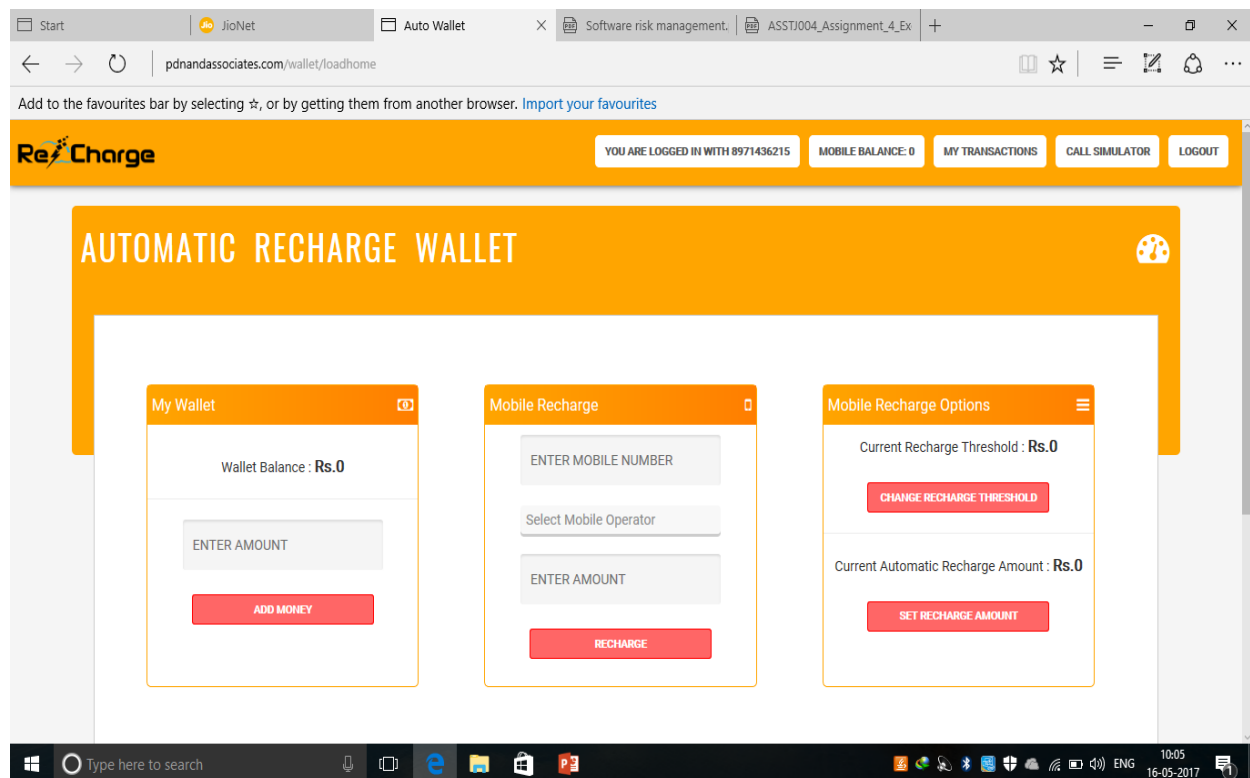 Start
JioNet
Auto Wallet
Software risk management.
ASSTJ004_Assignment_4_Ex
pdnandassociates.com/wallet/loadhome
Add to the favourites bar by selecting ☆, or by getting them from another browser. Import your favourites
ReCharge
YOU ARE LOGGED IN WITH 8971436215
MOBILE BALANCE: 0
MY TRANSACTIONS
CALL SIMULATOR
LOGOUT
AUTOMATIC RECHARGE WALLET
My Wallet
Wallet Balance : Rs.0
ENTER AMOUNT
ADD MONEY
Mobile Recharge
ENTER MOBILE NUMBER
Select Mobile Operator
ENTER AMOUNT
RECHARGE
Mobile Recharge Options
Current Recharge Threshold : Rs.0
CHANGE RECHARGE THRESHOLD
Current Automatic Recharge Amount : Rs.0
SET RECHARGE AMOUNT
Type here to search
ENG
10:05
16-05-2017